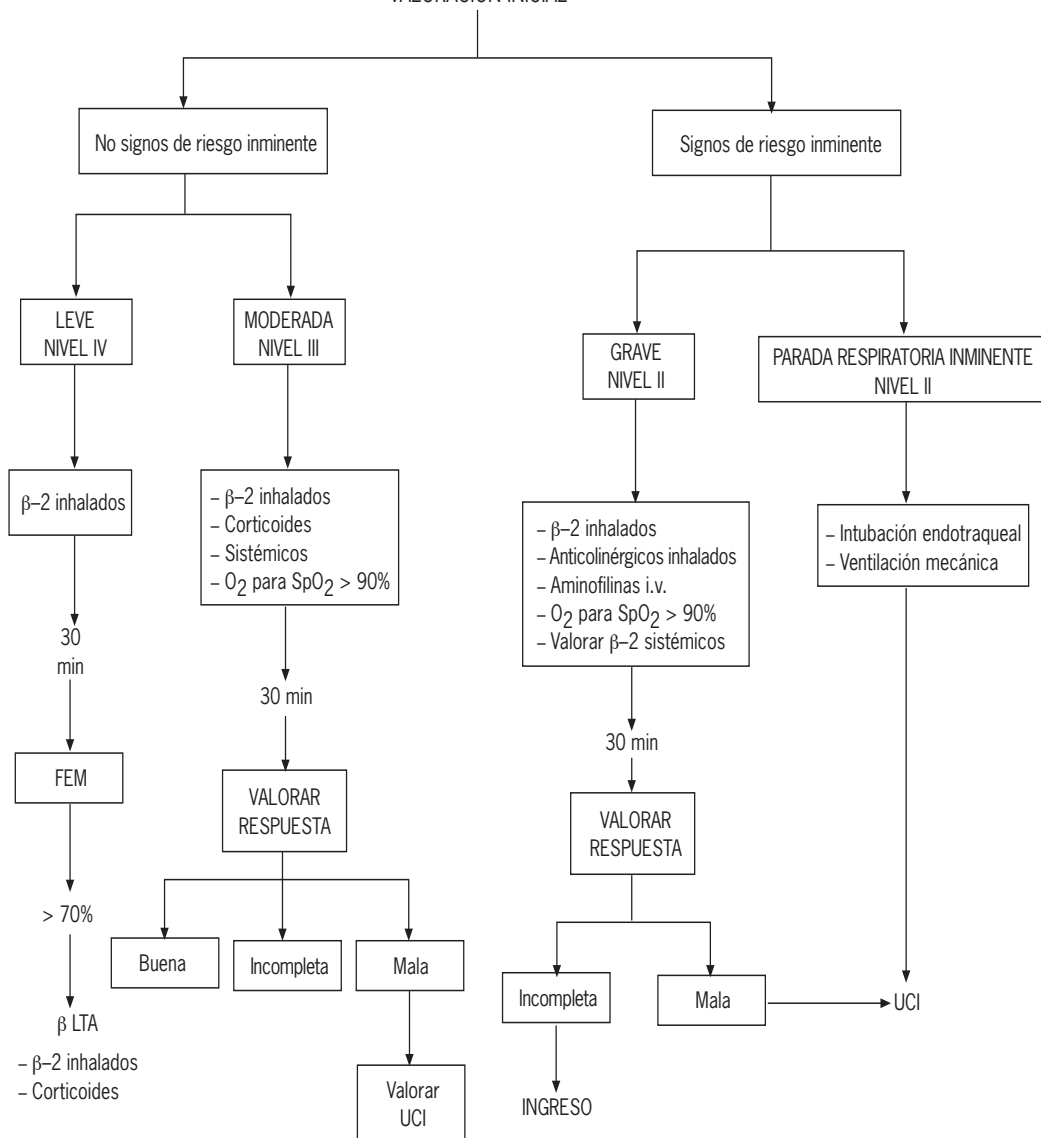 VALORACIÓN INICIAL
No signos de riesgo inminente
Signos de riesgo inminente
LEVE
NIVEL IV
MODERADA
NIVEL III
GRAVE
NIVEL II
PARADA RESPIRATORIA INMINENTE
NIVEL II
β–2 inhalados
– β–2 inhalados
– Corticoides
– Sistémicos
– O2 para SpO2 > 90%
– β–2 inhalados
– Anticolinérgicos inhalados
– Aminofilinas i.v.
– O2 para SpO2 > 90%
– Valorar β–2 sistémicos
– Intubación endotraqueal
– Ventilación mecánica
30
min
30 min
30 min
FEM
VALORAR
RESPUESTA
VALORAR
RESPUESTA
> 70%
Buena
Incompleta
Mala
Incompleta
Mala
UCI
β LTA
– β–2 inhalados
– Corticoides
Valorar
UCI
INGRESO